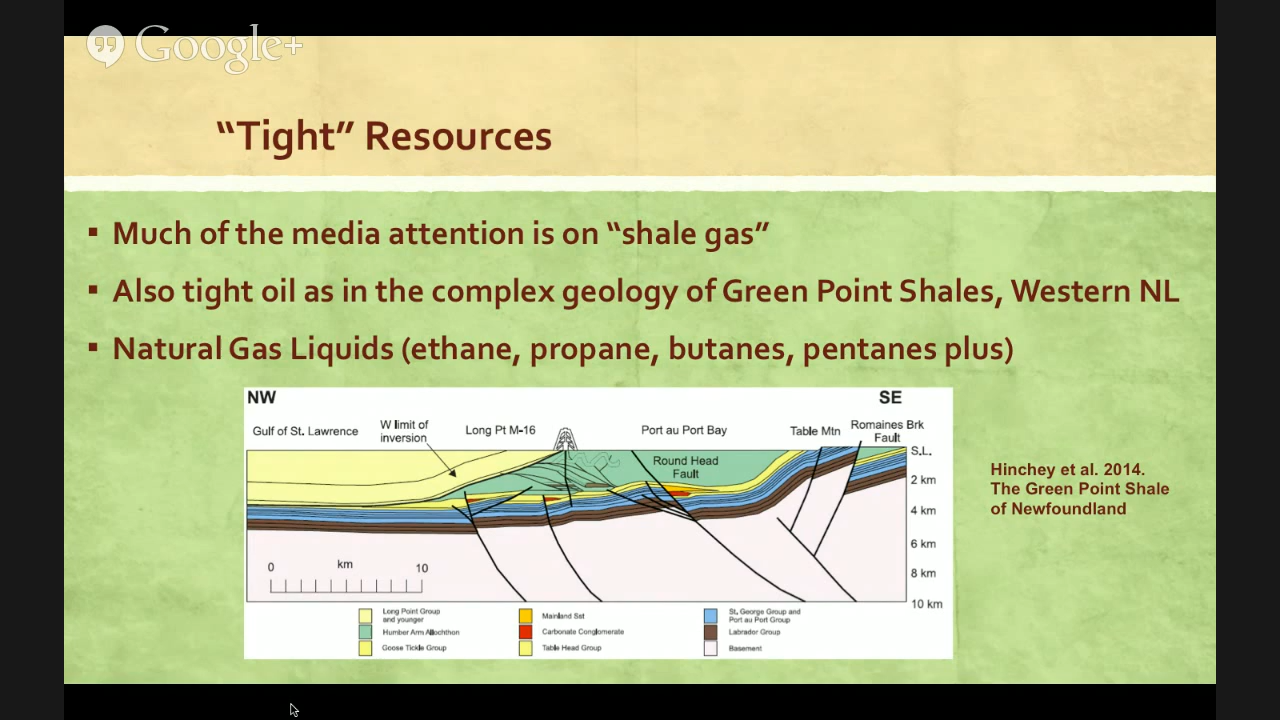 Google+
“Tight” Resources
▪ Much of the media attention is on “shale gas”
▪ Also tight oil as in the complex geology of Green Point Shales, Western NL
▪ Natural Gas Liquids (ethane, propane, butanes, pentanes plus)
NW
SE
Gulf of St. Lawrence
W limit of
inversion
Long Pt M-16
Port au Port Bay
Table Mtn
Romaines Brk
Fault
Round Head
Fault
S.L.
2 km
4 km
6 km
8 km
10 km
0 km 10
Long Point Group
and younger
Humber Arm Allochthon
Goose Tickle Group
Mainland Sst
Carbonate Conglomerate
Table Head Group
St. George Group and
Port au Port Group
Labrador Group
Basement
Hinchey et al. 2014.
The Green Point Shale
of Newfoundland